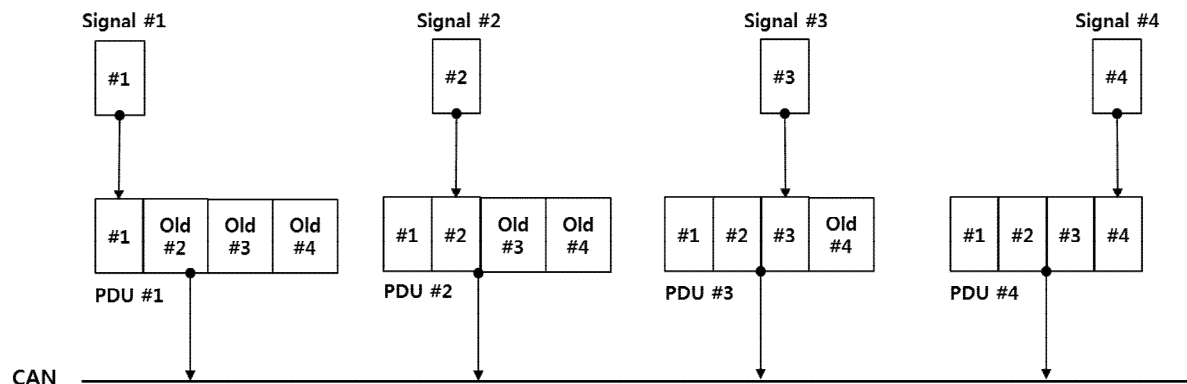 Signal #1
Signal #2
Signal #3
Signal #4
#1
#2
#3
#4
#1
Old
#2
Old
#3
Old
#4
#1
#2
Old
#3
Old
#4
#1
#2
#3
Old
#4
#1
#2
#3
#4
PDU #1
PDU #2
PDU #3
PDU #4
CAN